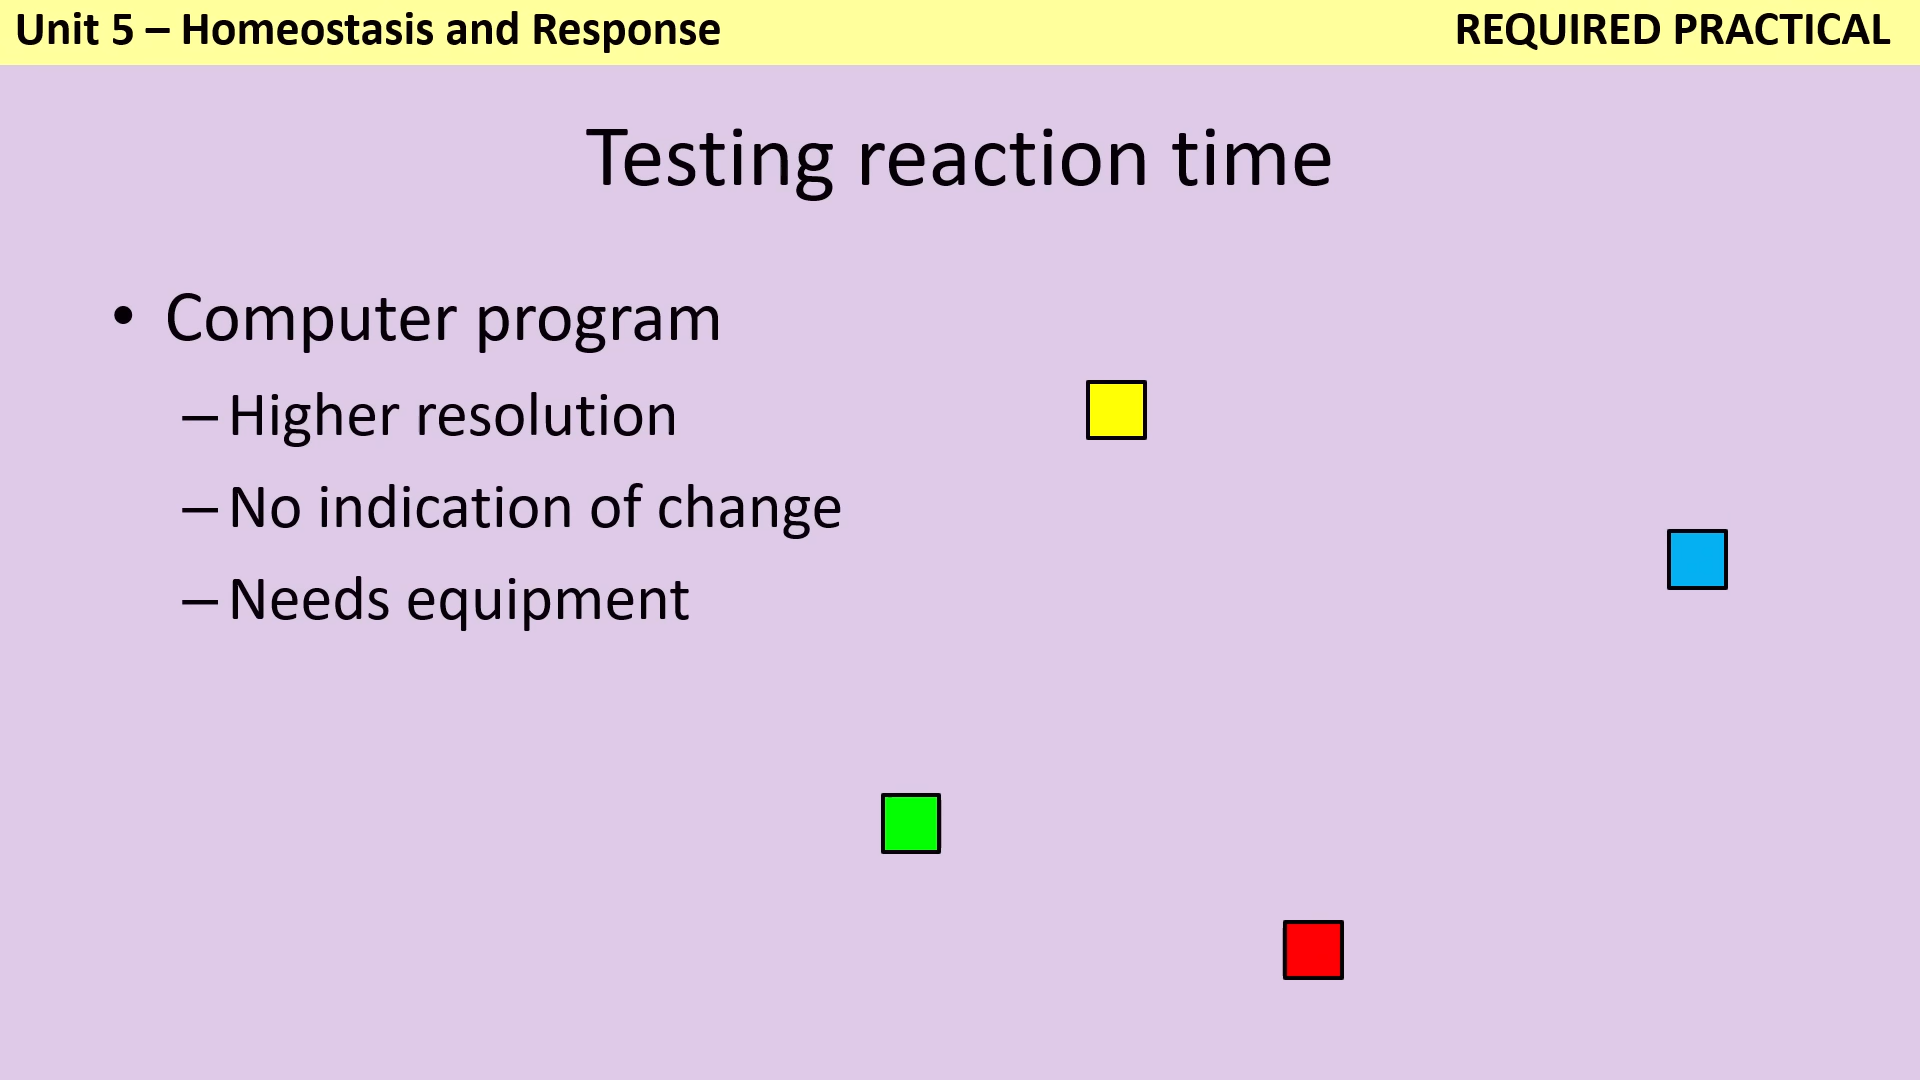 Unit 5 – Homeostasis and Response
REQUIRED PRACTICAL
Testing reaction time
• Computer program
– Higher resolution
– No indication of change
– Needs equipment